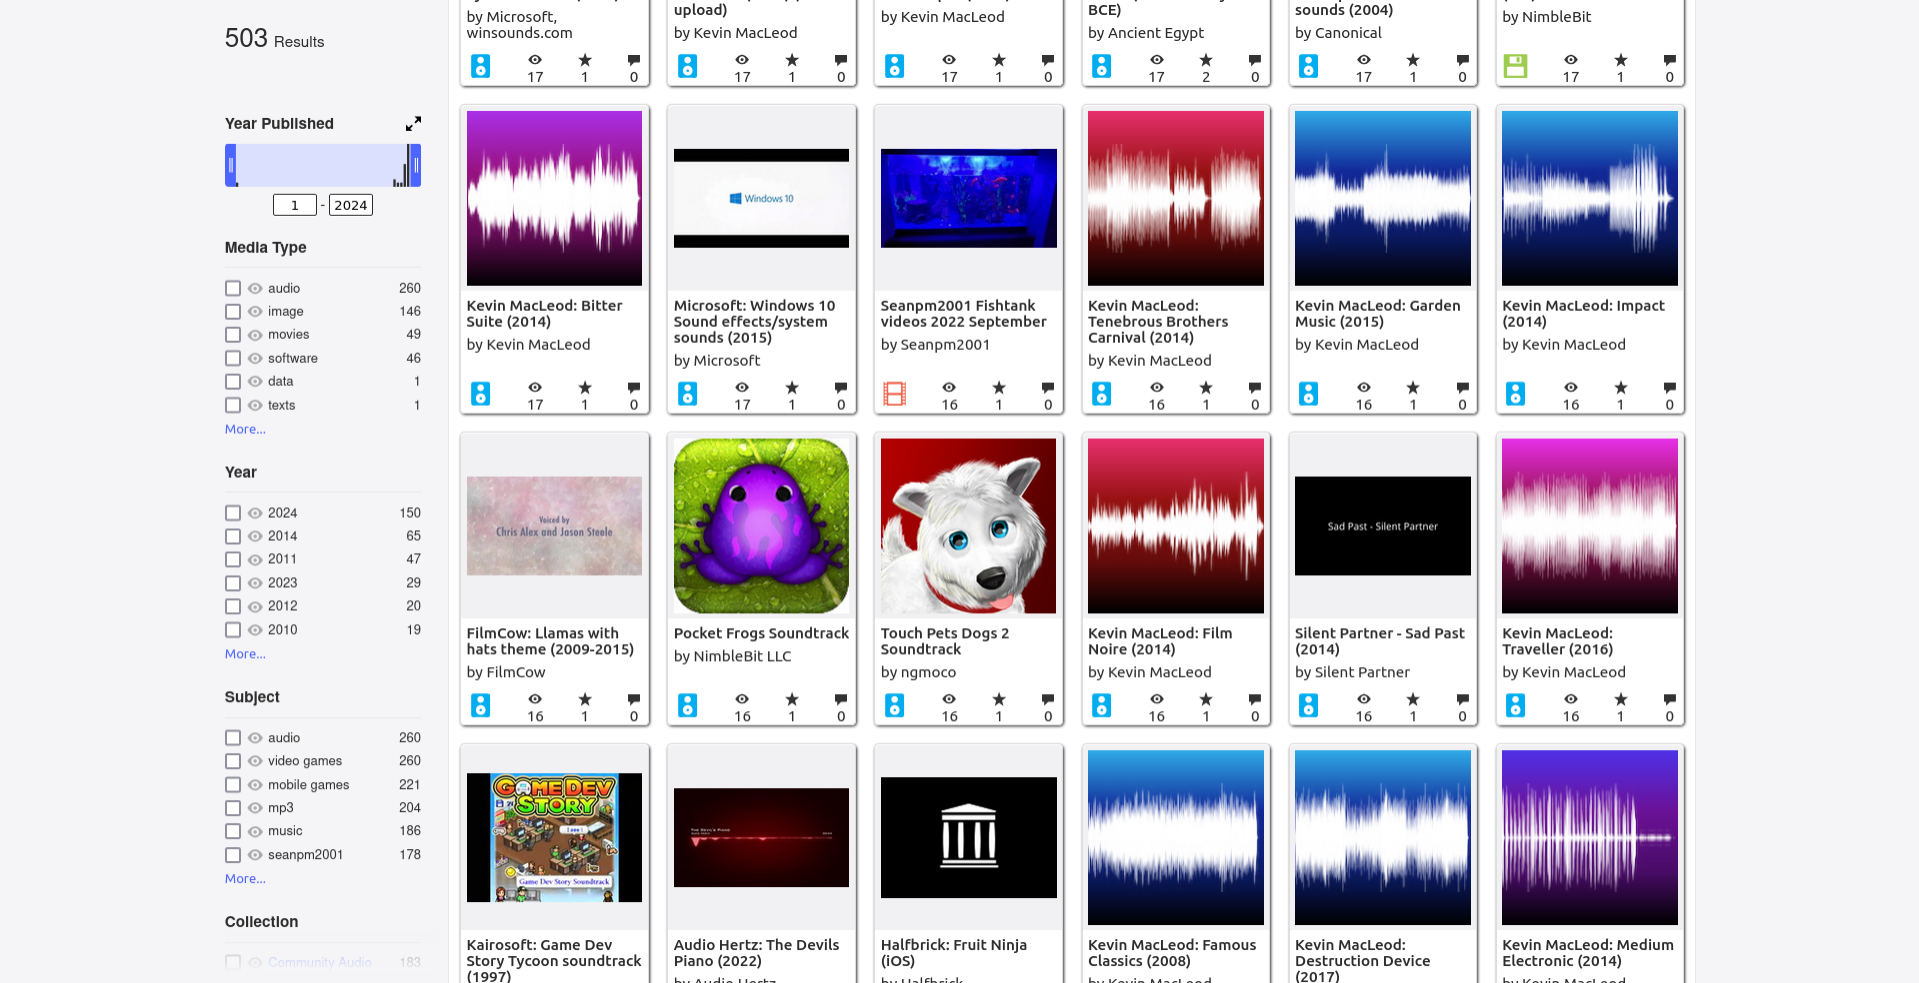 503 Results
Year Published
1 - 2024
Media Type
audio 260
image 146
movies 49
software 46
data 1
texts 1
More...
Year
2024 150
2014 65
2011 47
2023 29
2012 20
2010 19
More...
Subject
audio 260
video games 260
mobile games 221
mp3 204
music 186
seanpm2001 178
More...
Collection
Community Audio 183
by Microsoft,
winsounds.com
17 1 0
upload)
by Kevin MacLeod
17 1 0
by Kevin MacLeod
17 1 0
BCE)
by Ancient Egypt
17 2 0
sounds (2004)
by Canonical
17 1 0
by NimbleBit
17 1 0
Kevin MacLeod: Bitter
Suite (2014)
by Kevin MacLeod
17 1 0
Windows 10
Microsoft: Windows 10
Sound effects/system
sounds (2015)
by Microsoft
17 1 0
Seanpm2001 Fishtank
videos 2022 September
by Seanpm2001
16 1 0
Kevin MacLeod:
Tenebrous Brothers
Carnival (2014)
by Kevin MacLeod
16 1 0
Kevin MacLeod: Garden
Music (2015)
by Kevin MacLeod
16 1 0
Kevin MacLeod: Impact
(2014)
by Kevin MacLeod
16 1 0
Voiced by
Chris Alex and Jason Steele
FilmCow: Llamas with
hats theme (2009-2015)
by FilmCow
16 1 0
Pocket Frogs Soundtrack
by NimbleBit LLC
16 1 0
Touch Pets Dogs 2
Soundtrack
by ngmoco
16 1 0
Kevin MacLeod: Film
Noire (2014)
by Kevin MacLeod
16 1 0
Sad Past - Silent Partner
Silent Partner - Sad Past
(2014)
by Silent Partner
16 1 0
Kevin MacLeod:
Traveller (2016)
by Kevin MacLeod
16 1 0
GAME DEV
STORY
Game Dev Story Soundtrack
Kairosoft: Game Dev
Story Tycoon soundtrack
(1997)
The Devil's Piano
Audio Hertz: The Devils
Piano (2022)
by Audio Hertz
Halfbrick: Fruit Ninja
(iOS)
by Halfbrick
Kevin MacLeod: Famous
Classics (2008)
by Kevin MacLeod
Kevin MacLeod:
Destruction Device
(2017)
Kevin MacLeod: Medium
Electronic (2014)
by Kevin MacLeod